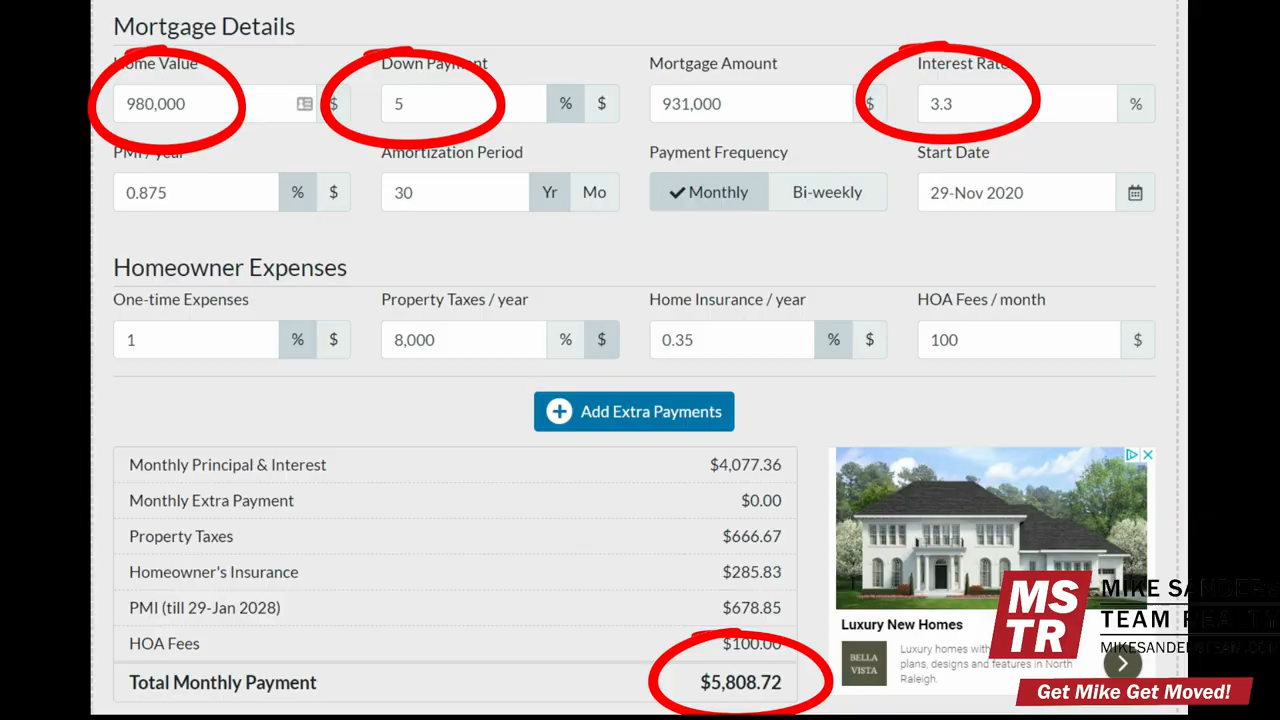 Mortgage Details
Home Value Down Payment Mortgage Amount Interest Rate
980,000 $ 5 % $ 931,000 $ 3.3 %
PMI / year Amortization Period Payment Frequency Start Date
0.875 % $ 30 Yr Mo Monthly Bi-weekly 29-Nov 2020
Homeowner Expenses
One-time Expenses Property Taxes / year Home Insurance / year HOA Fees / month
1 % $ 8,000 % $ 0.35 % $ 100 $
Add Extra Payments
Monthly Principal & Interest $4,077.36
Monthly Extra Payment $0.00
Property Taxes $666.67
Homeowner's Insurance $285.83
PMI (till 29-Jan 2028) $678.85
HOA Fees $100.00
Total Monthly Payment $5,808.72
Luxury New Homes
BELLA
VISTA
Luxury homes with
plans, designs and features in North
Raleigh.
MS
TR
MIKE SANDERS
TEAM REALTY
MIKESANDERSTEAM.COM
Get Mike Get Moved!